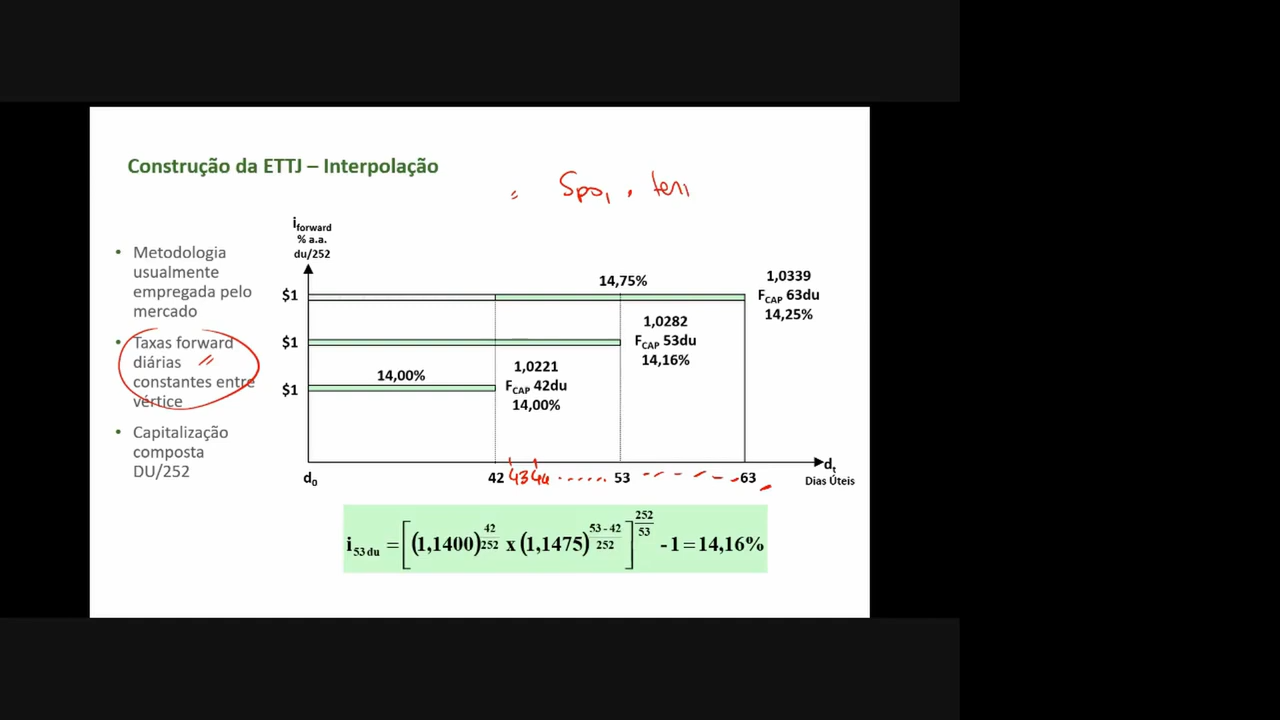 Construção da ETTJ – Interpolação
• Metodologia
usualmente
empregada pelo
mercado
• Taxas forward
diárias
constantes entre
vértice
• Capitalização
composta
DU/252
i forward
% a.a.
du/252
$1
14,75%
1,0339
FCAP 63du
14,25%
$1
1,0282
FCAP 53du
14,16%
$1
14,00%
1,0221
FCAP 42du
14,00%
d0
42
43
44
53
63
dt
Dias Úteis
i53du = [(1,1400)^42/252 x (1,1475)^53-42/252]^252/53 - 1 = 14,16%